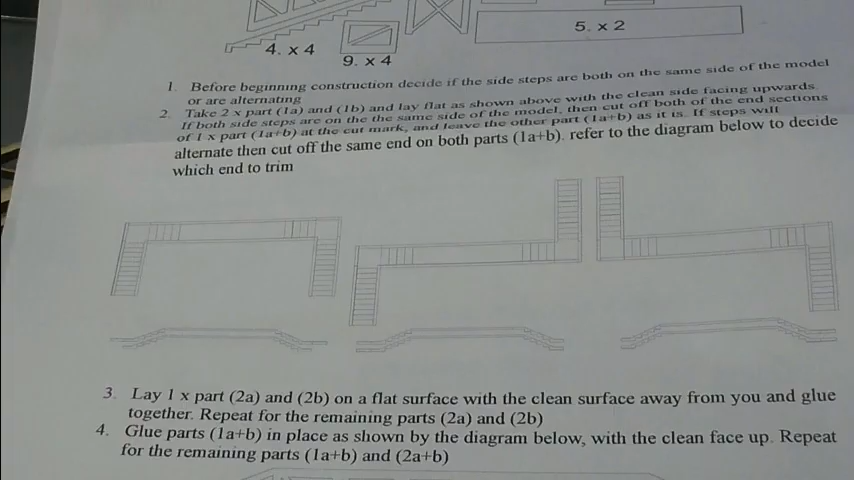 5. x 2
4. x 4
9. x 4
1. Before beginning construction decide if the side steps are both on the same side of the model
or are alternating
2. Take 2 x part (1a) and (1b) and lay flat as shown above with the clean side facing upwards.
If both side steps are on the the same side of the model, then cut off both of the end sections
of 1 x part (1a+b) at the cut mark, and leave the other part (1a+b) as it is. If steps will
alternate then cut off the same end on both parts (1a+b). refer to the diagram below to decide
which end to trim
3. Lay 1 x part (2a) and (2b) on a flat surface with the clean surface away from you and glue
together. Repeat for the remaining parts (2a) and (2b)
4. Glue parts (1a+b) in place as shown by the diagram below, with the clean face up. Repeat
for the remaining parts (1a+b) and (2a+b)